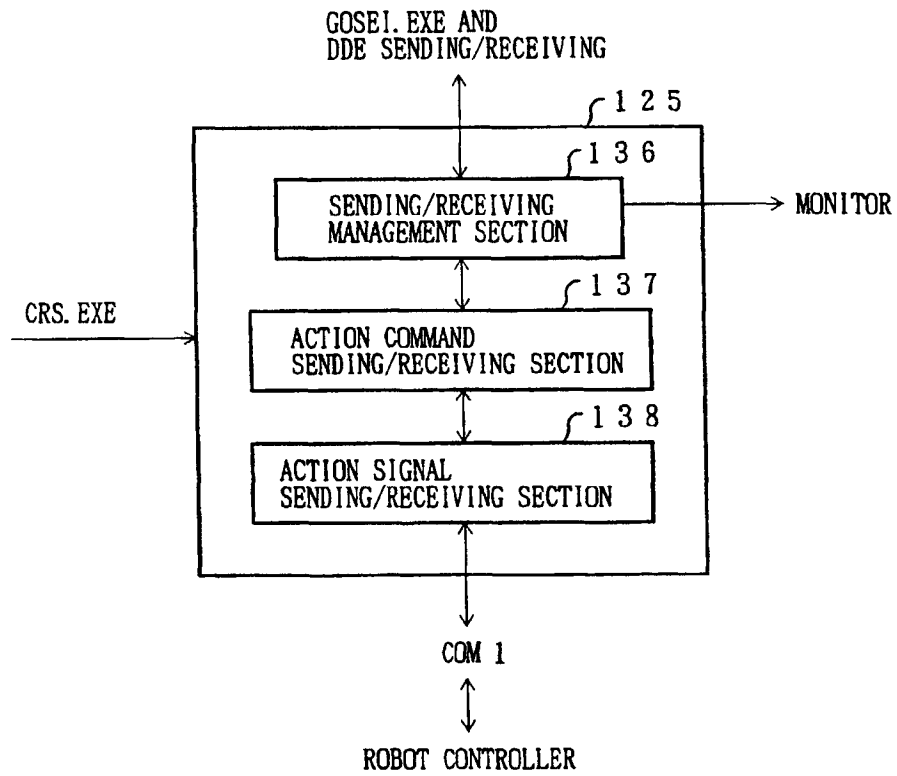 GOSEI.EXE AND
DDE SENDING/RECEIVING
125
136
SENDING/RECEIVING
MANAGEMENT SECTION
MONITOR
137
CRS.EXE
ACTION COMMAND
SENDING/RECEIVING SECTION
138
ACTION SIGNAL
SENDING/RECEIVING SECTION
COM 1
ROBOT CONTROLLER